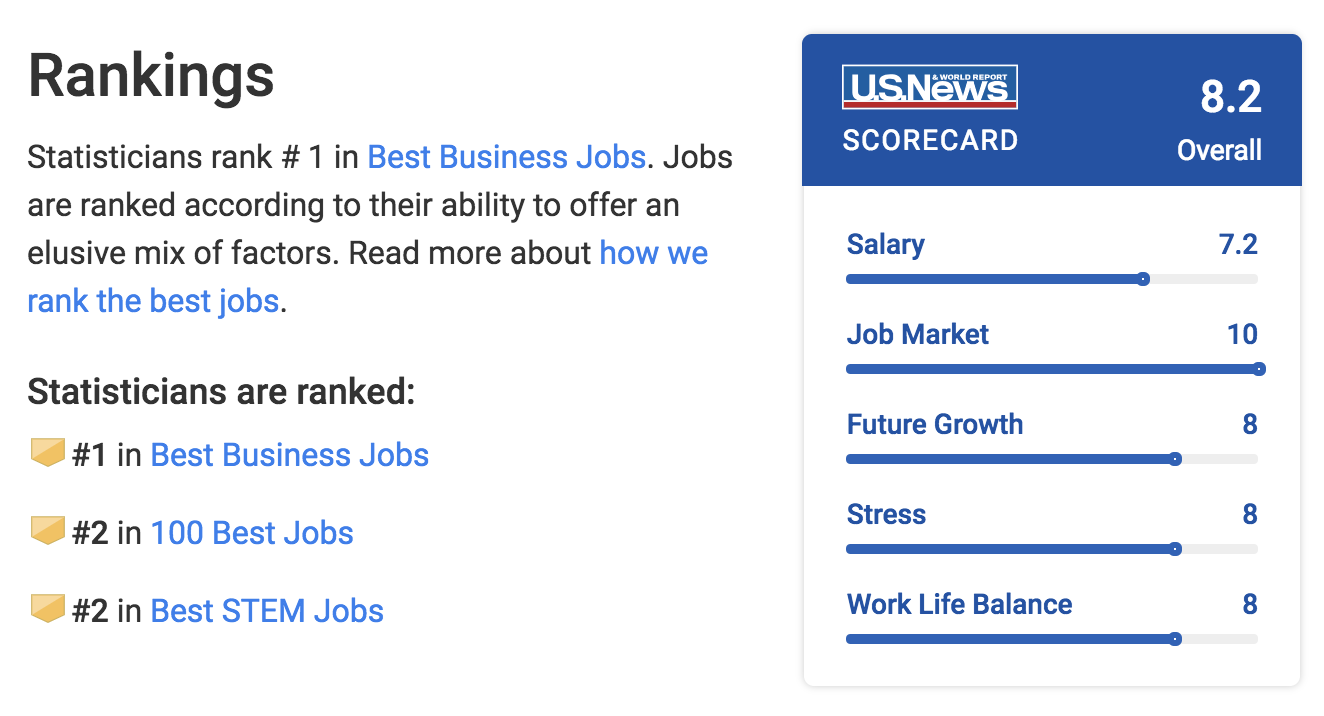 Rankings
Statisticians rank # 1 in Best Business Jobs. Jobs
are ranked according to their ability to offer an
elusive mix of factors. Read more about how we
rank the best jobs.
Statisticians are ranked:
#1 in Best Business Jobs
#2 in 100 Best Jobs
#2 in Best STEM Jobs
U.S.News & WORLD REPORT
SCORECARD
8.2
Overall
Salary 7.2
Job Market 10
Future Growth 8
Stress 8
Work Life Balance 8